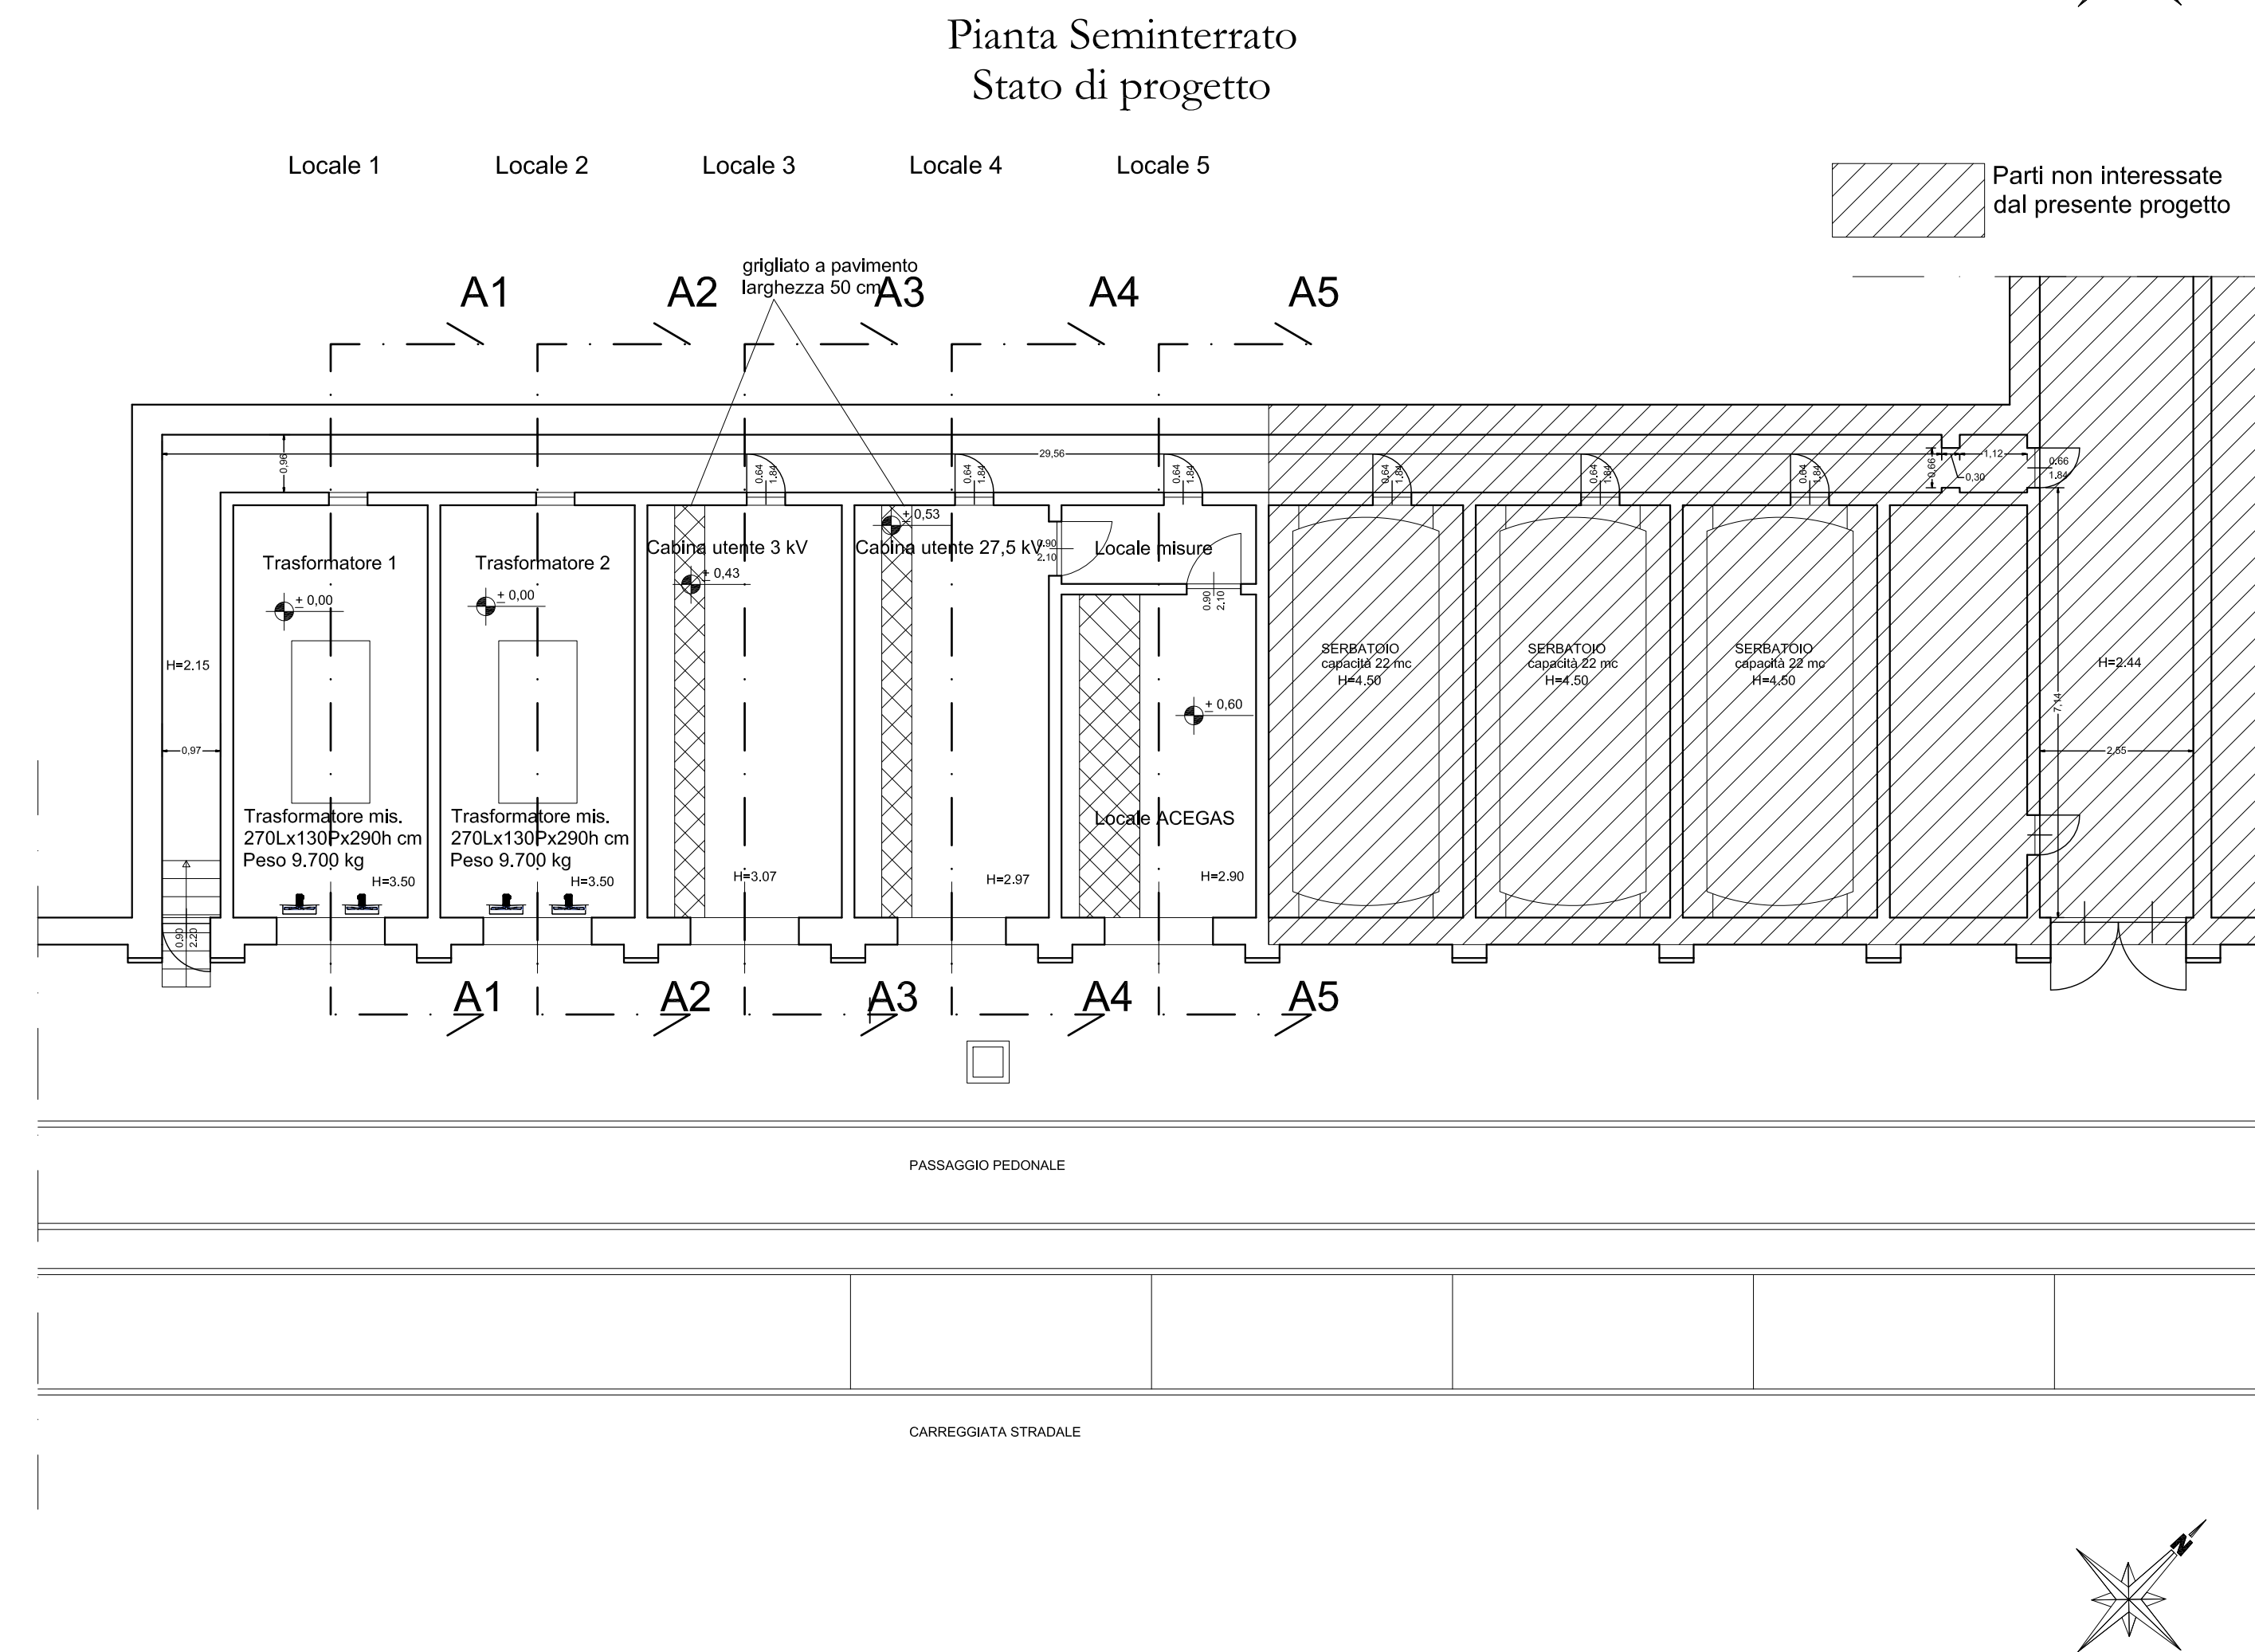 Pianta Seminterrato
Stato di progetto
Locale 1
Locale 2
Locale 3
Locale 4
Locale 5
Parti non interessate
dal presente progetto
grigliato a pavimento
larghezza 50 cm
A1
A2
A3
A4
A5
29,56
0,96
0.64
1.84
0.64
1.84
0.64
1.84
0.64
1.84
0.64
1.84
0.64
1.84
0,66
1,12
0,30
0.66
1.84
Trasformatore 1
Trasformatore 2
Cabina utente 3 kV
Cabina utente 27,5 kV
Locale misure
0.90
2.10
0.90
2.10
± 0,00
± 0,00
± 0,43
± 0,53
± 0,60
H=2.15
0,97
SERBATOIO
capacità 22 mc
H=4.50
SERBATOIO
capacità 22 mc
H=4.50
SERBATOIO
capacità 22 mc
H=4.50
H=2.44
7,14
2,55
Trasformatore mis.
270Lx130Px290h cm
Peso 9.700 kg
H=3.50
Trasformatore mis.
270Lx130Px290h cm
Peso 9.700 kg
H=3.50
H=3.07
H=2.97
Locale ACEGAS
H=2.90
0.90
2.20
A1
A2
A3
A4
A5
PASSAGGIO PEDONALE
CARREGGIATA STRADALE
N